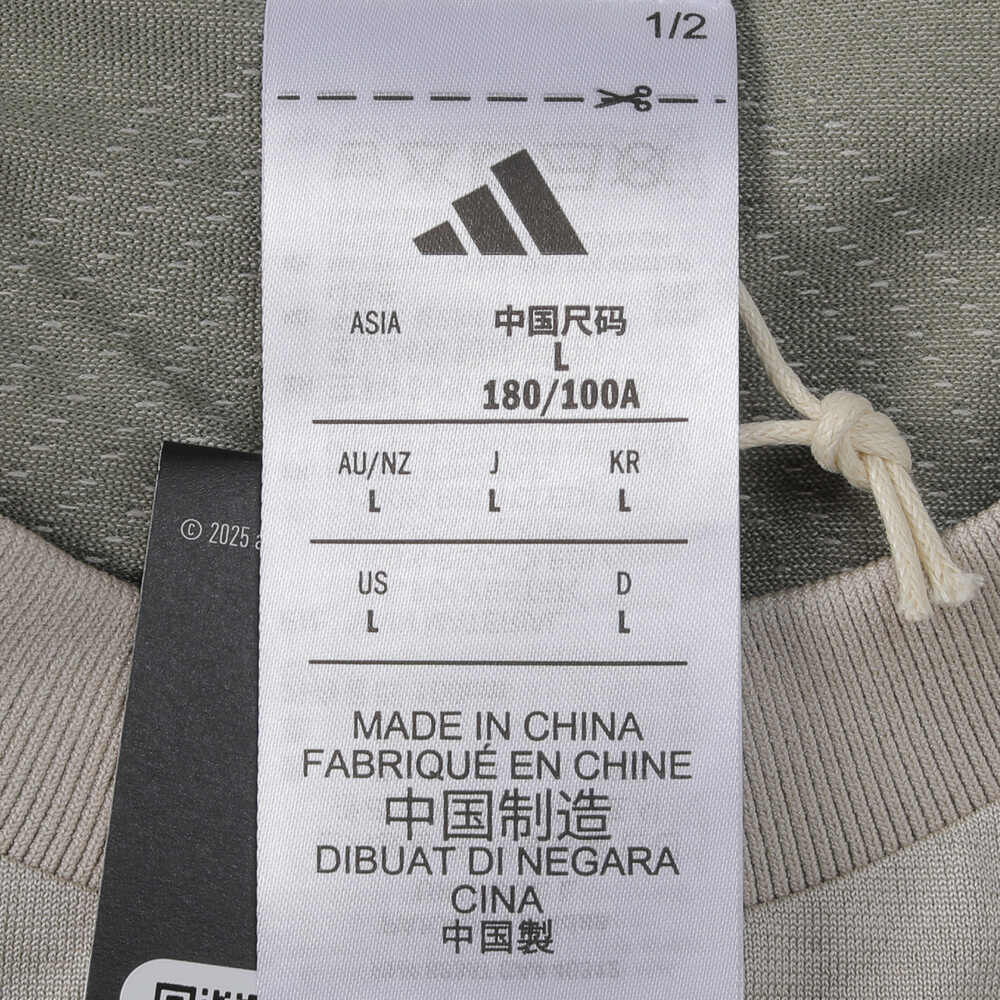 1/2
ASIA 中国尺码
L
180/100A
AU/NZ J KR
L L L
US D
L L
© 2025
MADE IN CHINA
FABRIQUÉ EN CHINE
中国制造
DIBUAT DI NEGARA
CINA
中国製